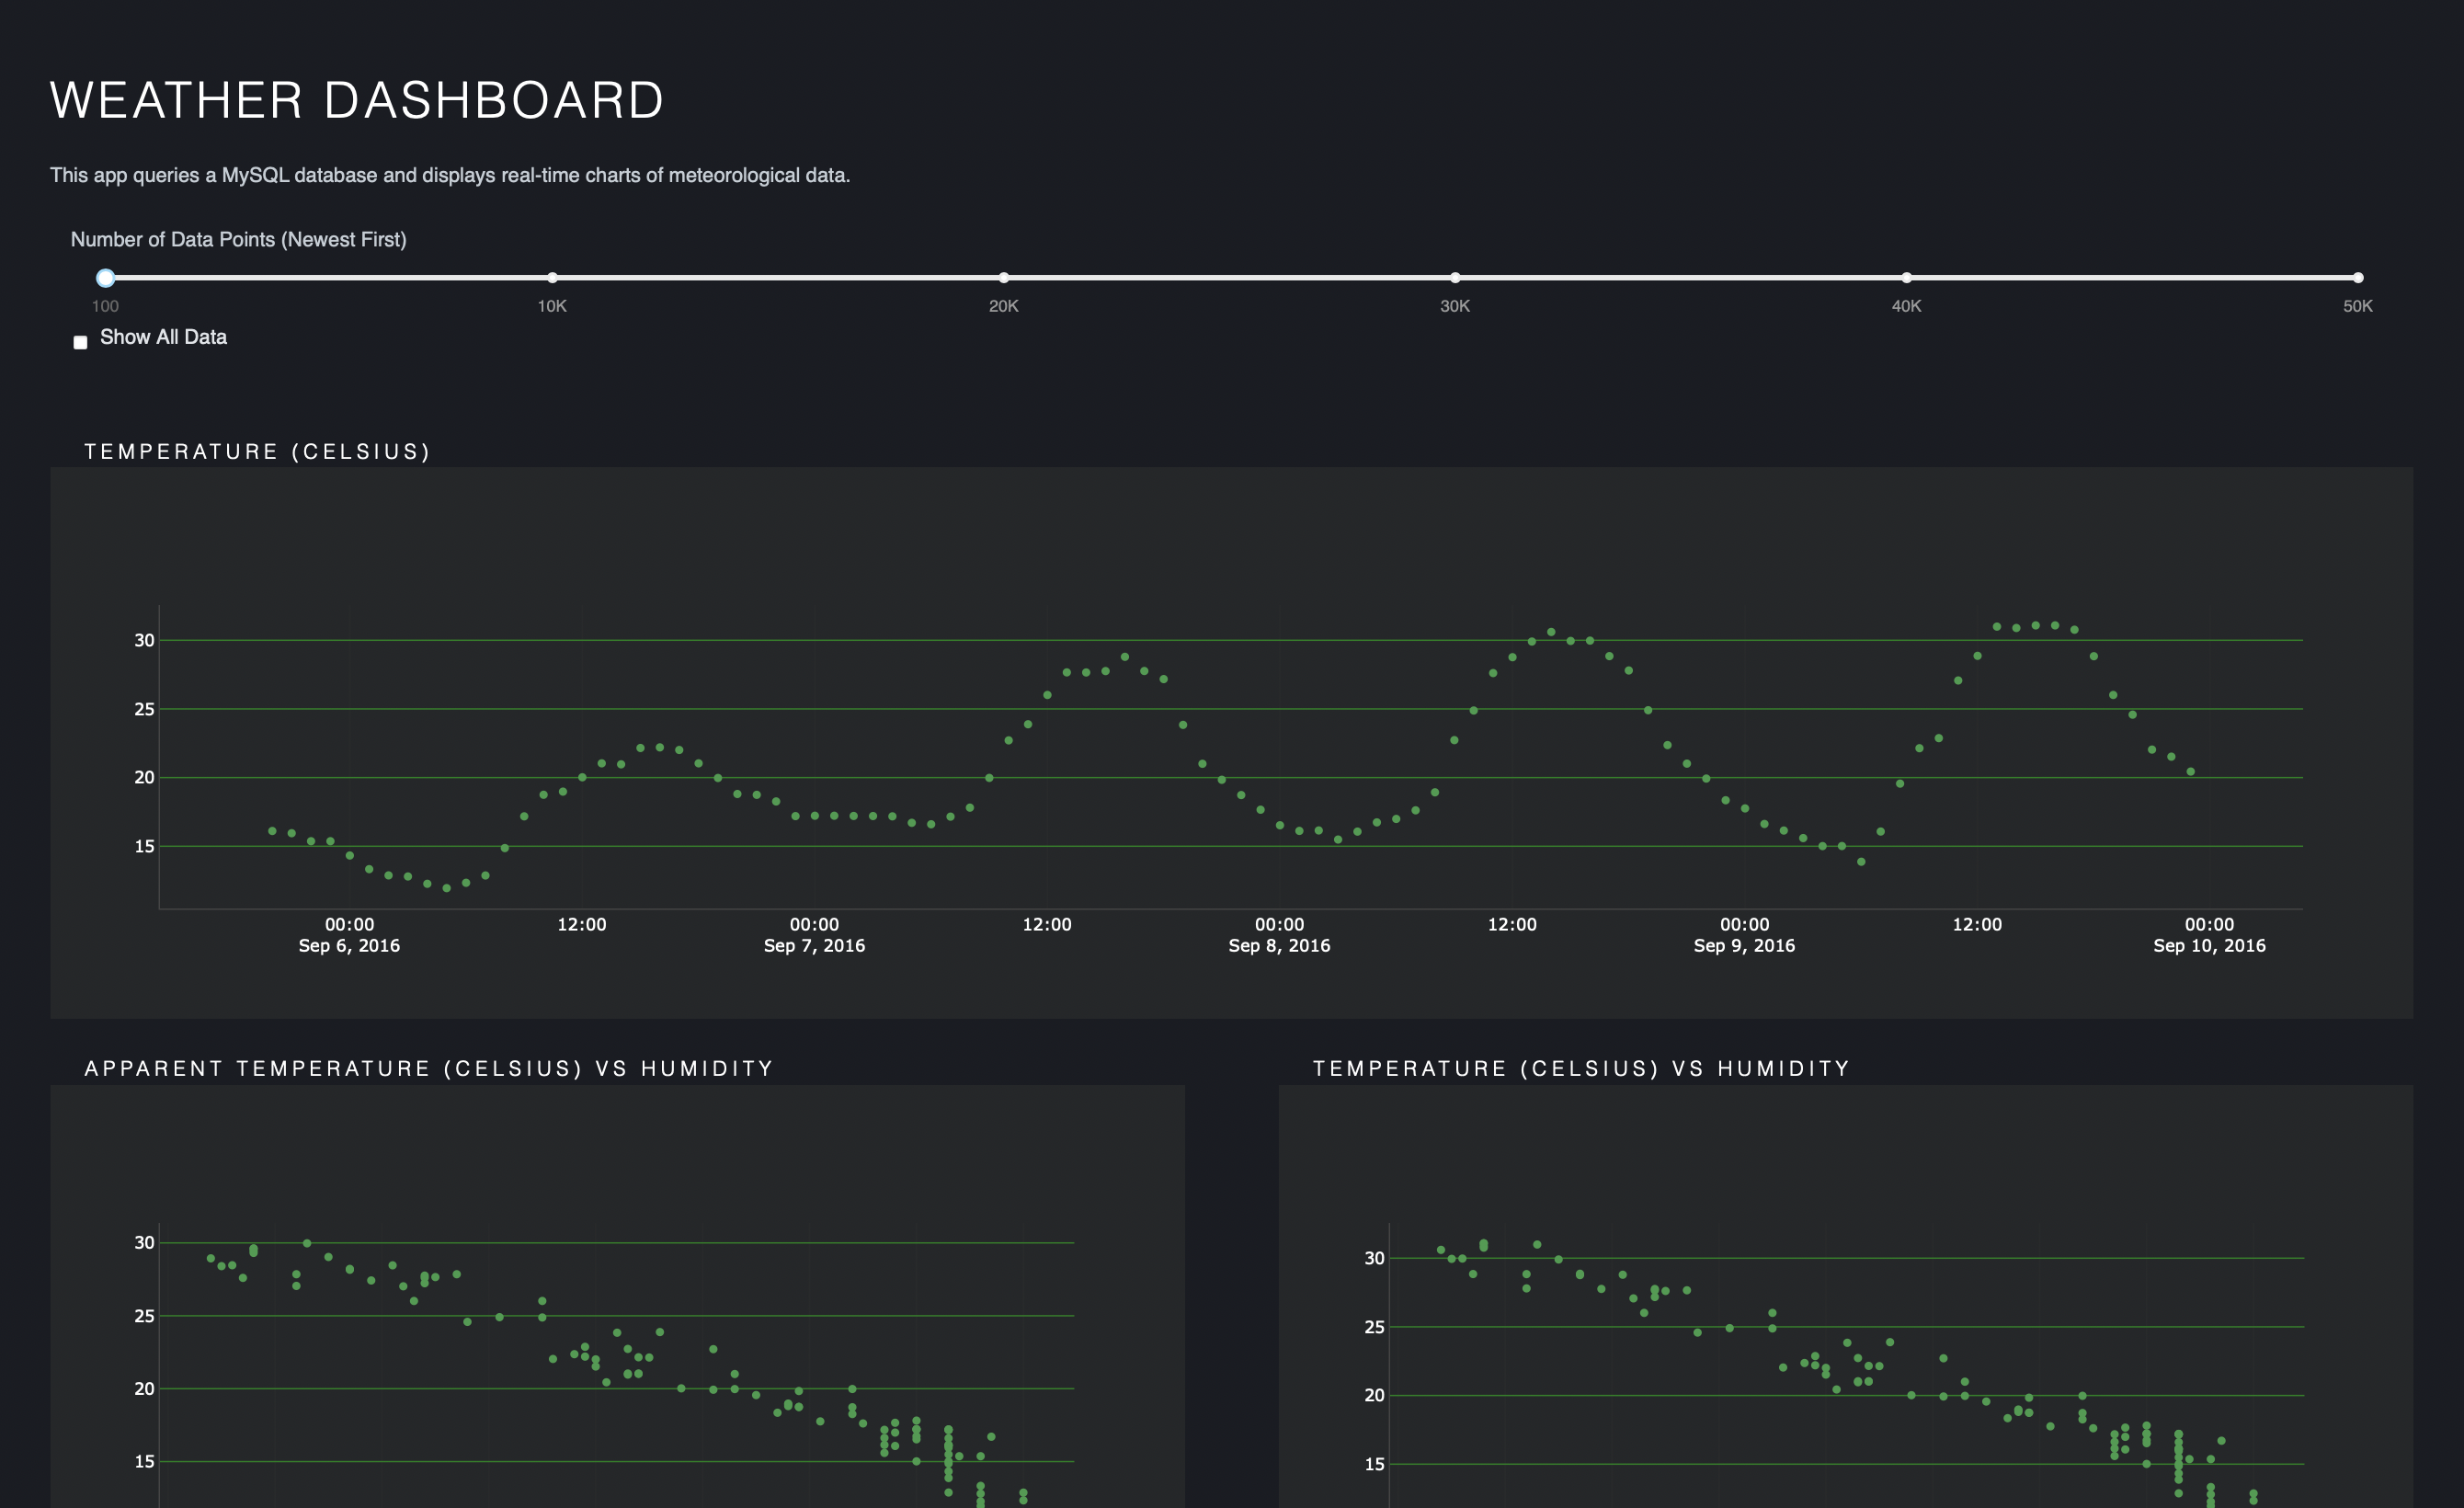 WEATHER DASHBOARD
This app queries a MySQL database and displays real-time charts of meteorological data.
Number of Data Points (Newest First)
100 10K 20K 30K 40K 50K
Show All Data
TEMPERATURE (CELSIUS)
30
25
20
15
00:00 12:00 00:00 12:00 00:00 12:00 00:00 12:00 00:00
Sep 6, 2016 Sep 7, 2016 Sep 8, 2016 Sep 9, 2016 Sep 10, 2016
APPARENT TEMPERATURE (CELSIUS) VS HUMIDITY
30
25
20
15
TEMPERATURE (CELSIUS) VS HUMIDITY
30
25
20
15